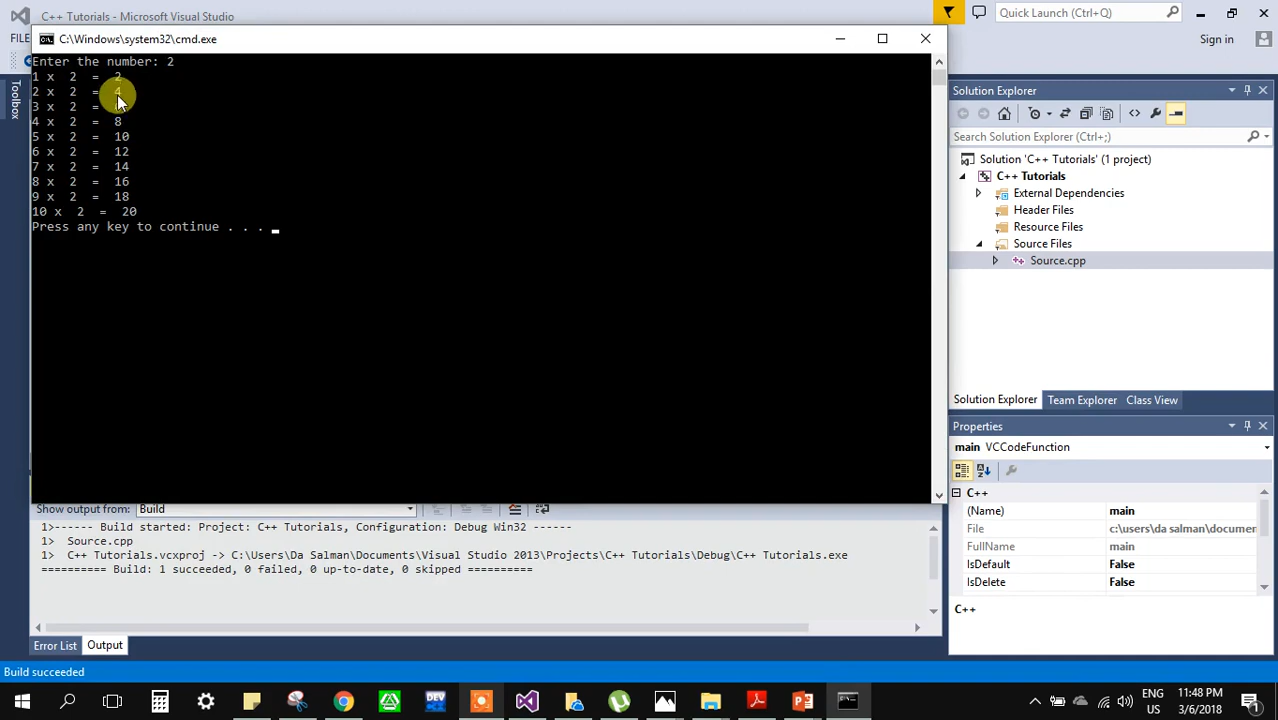 C++ Tutorials - Microsoft Visual Studio
Quick Launch (Ctrl+Q)
FILE
Sign in
C:\Windows\system32\cmd.exe
Enter the number: 2
1 x  2  =  2
2 x  2  =  4
3 x  2  =
4 x  2  =  8
5 x  2  =  10
6 x  2  =  12
7 x  2  =  14
8 x  2  =  16
9 x  2  =  18
10 x  2  =  20
Press any key to continue . . .
Toolbox
Solution Explorer
Search Solution Explorer (Ctrl+;)
Solution 'C++ Tutorials' (1 project)
C++ Tutorials
External Dependencies
Header Files
Resource Files
Source Files
Source.cpp
Solution Explorer Team Explorer Class View
Properties
main VCCodeFunction
C++
(Name) main
File c:\users\da salman\documen
FullName main
IsDefault False
IsDelete False
C++
Show output from: Build
1>------ Build started: Project: C++ Tutorials, Configuration: Debug Win32 ------
1>  Source.cpp
1>  C++ Tutorials.vcxproj -> C:\Users\Da Salman\Documents\Visual Studio 2013\Projects\C++ Tutorials\Debug\C++ Tutorials.exe
========== Build: 1 succeeded, 0 failed, 0 up-to-date, 0 skipped ==========
Error List Output
Build succeeded
DEV
ENG
US
11:48 PM
3/6/2018
1